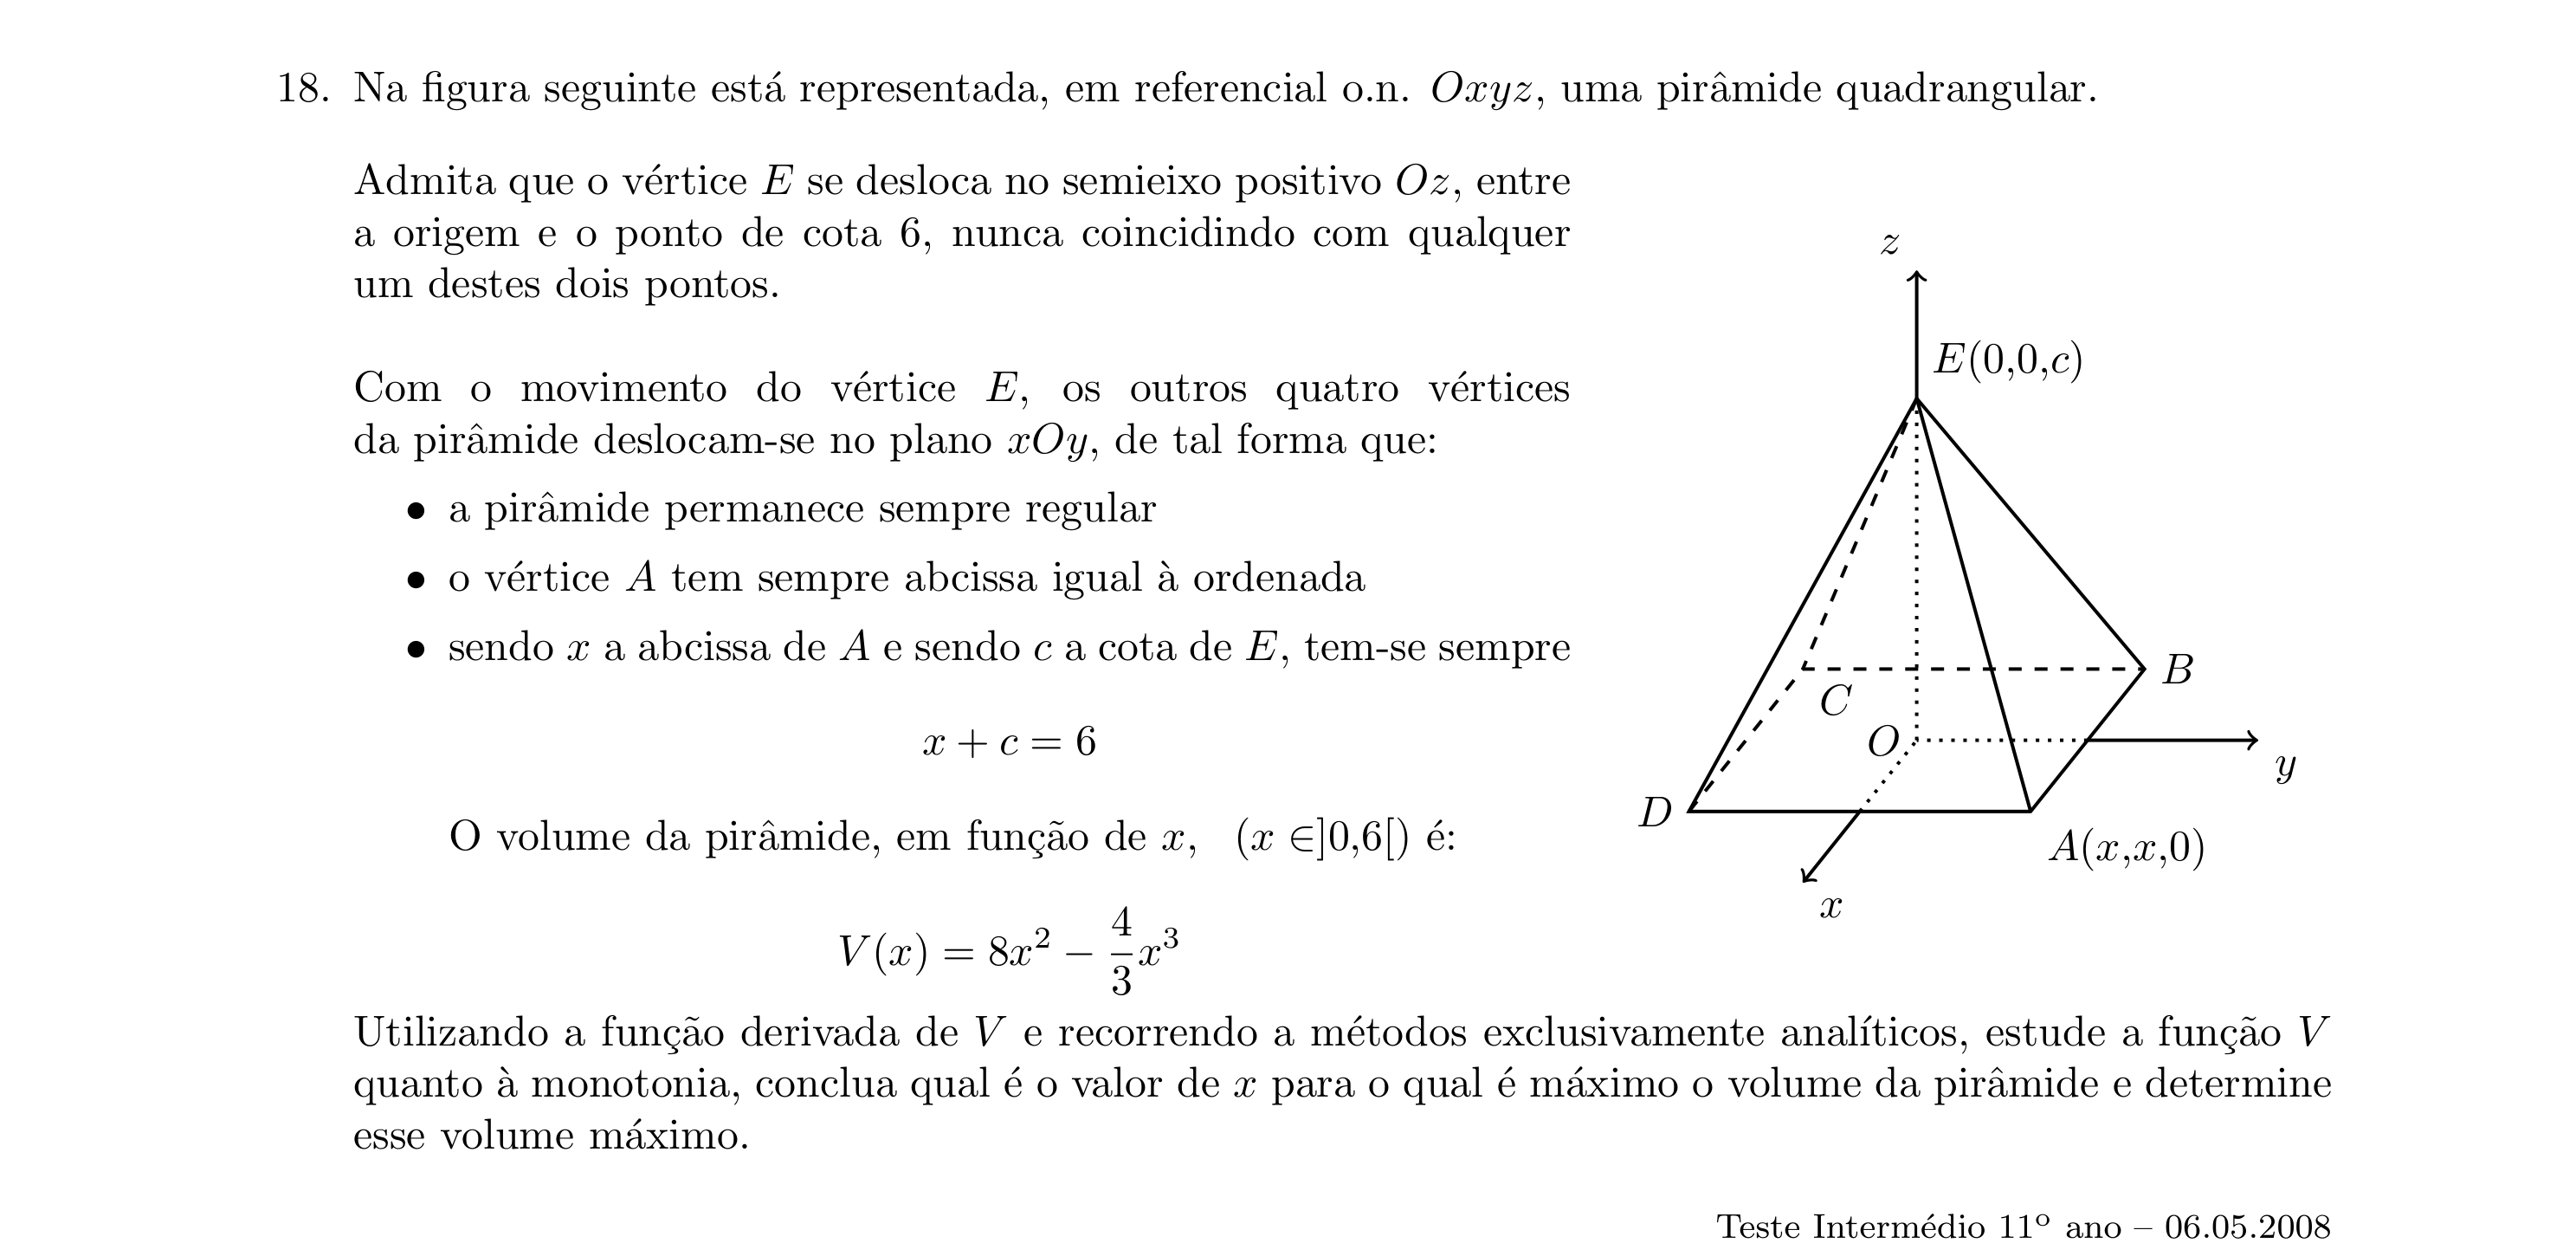 18. Na figura seguinte está representada, em referencial o.n. Oxyz, uma pirâmide quadrangular.
Admita que o vértice E se desloca no semieixo positivo Oz, entre
a origem e o ponto de cota 6, nunca coincidindo com qualquer
um destes dois pontos.
Com o movimento do vértice E, os outros quatro vértices
da pirâmide deslocam-se no plano xOy, de tal forma que:
• a pirâmide permanece sempre regular
• o vértice A tem sempre abcissa igual à ordenada
• sendo x a abcissa de A e sendo c a cota de E, tem-se sempre
x + c = 6
O volume da pirâmide, em função de x, (x ∈]0,6[) é:
V(x) = 8x² − 4/3 x³
z
E(0,0,c)
B
C
O
y
D
A(x,x,0)
x
Utilizando a função derivada de V e recorrendo a métodos exclusivamente analíticos, estude a função V
quanto à monotonia, conclua qual é o valor de x para o qual é máximo o volume da pirâmide e determine
esse volume máximo.
Teste Intermédio 11º ano – 06.05.2008